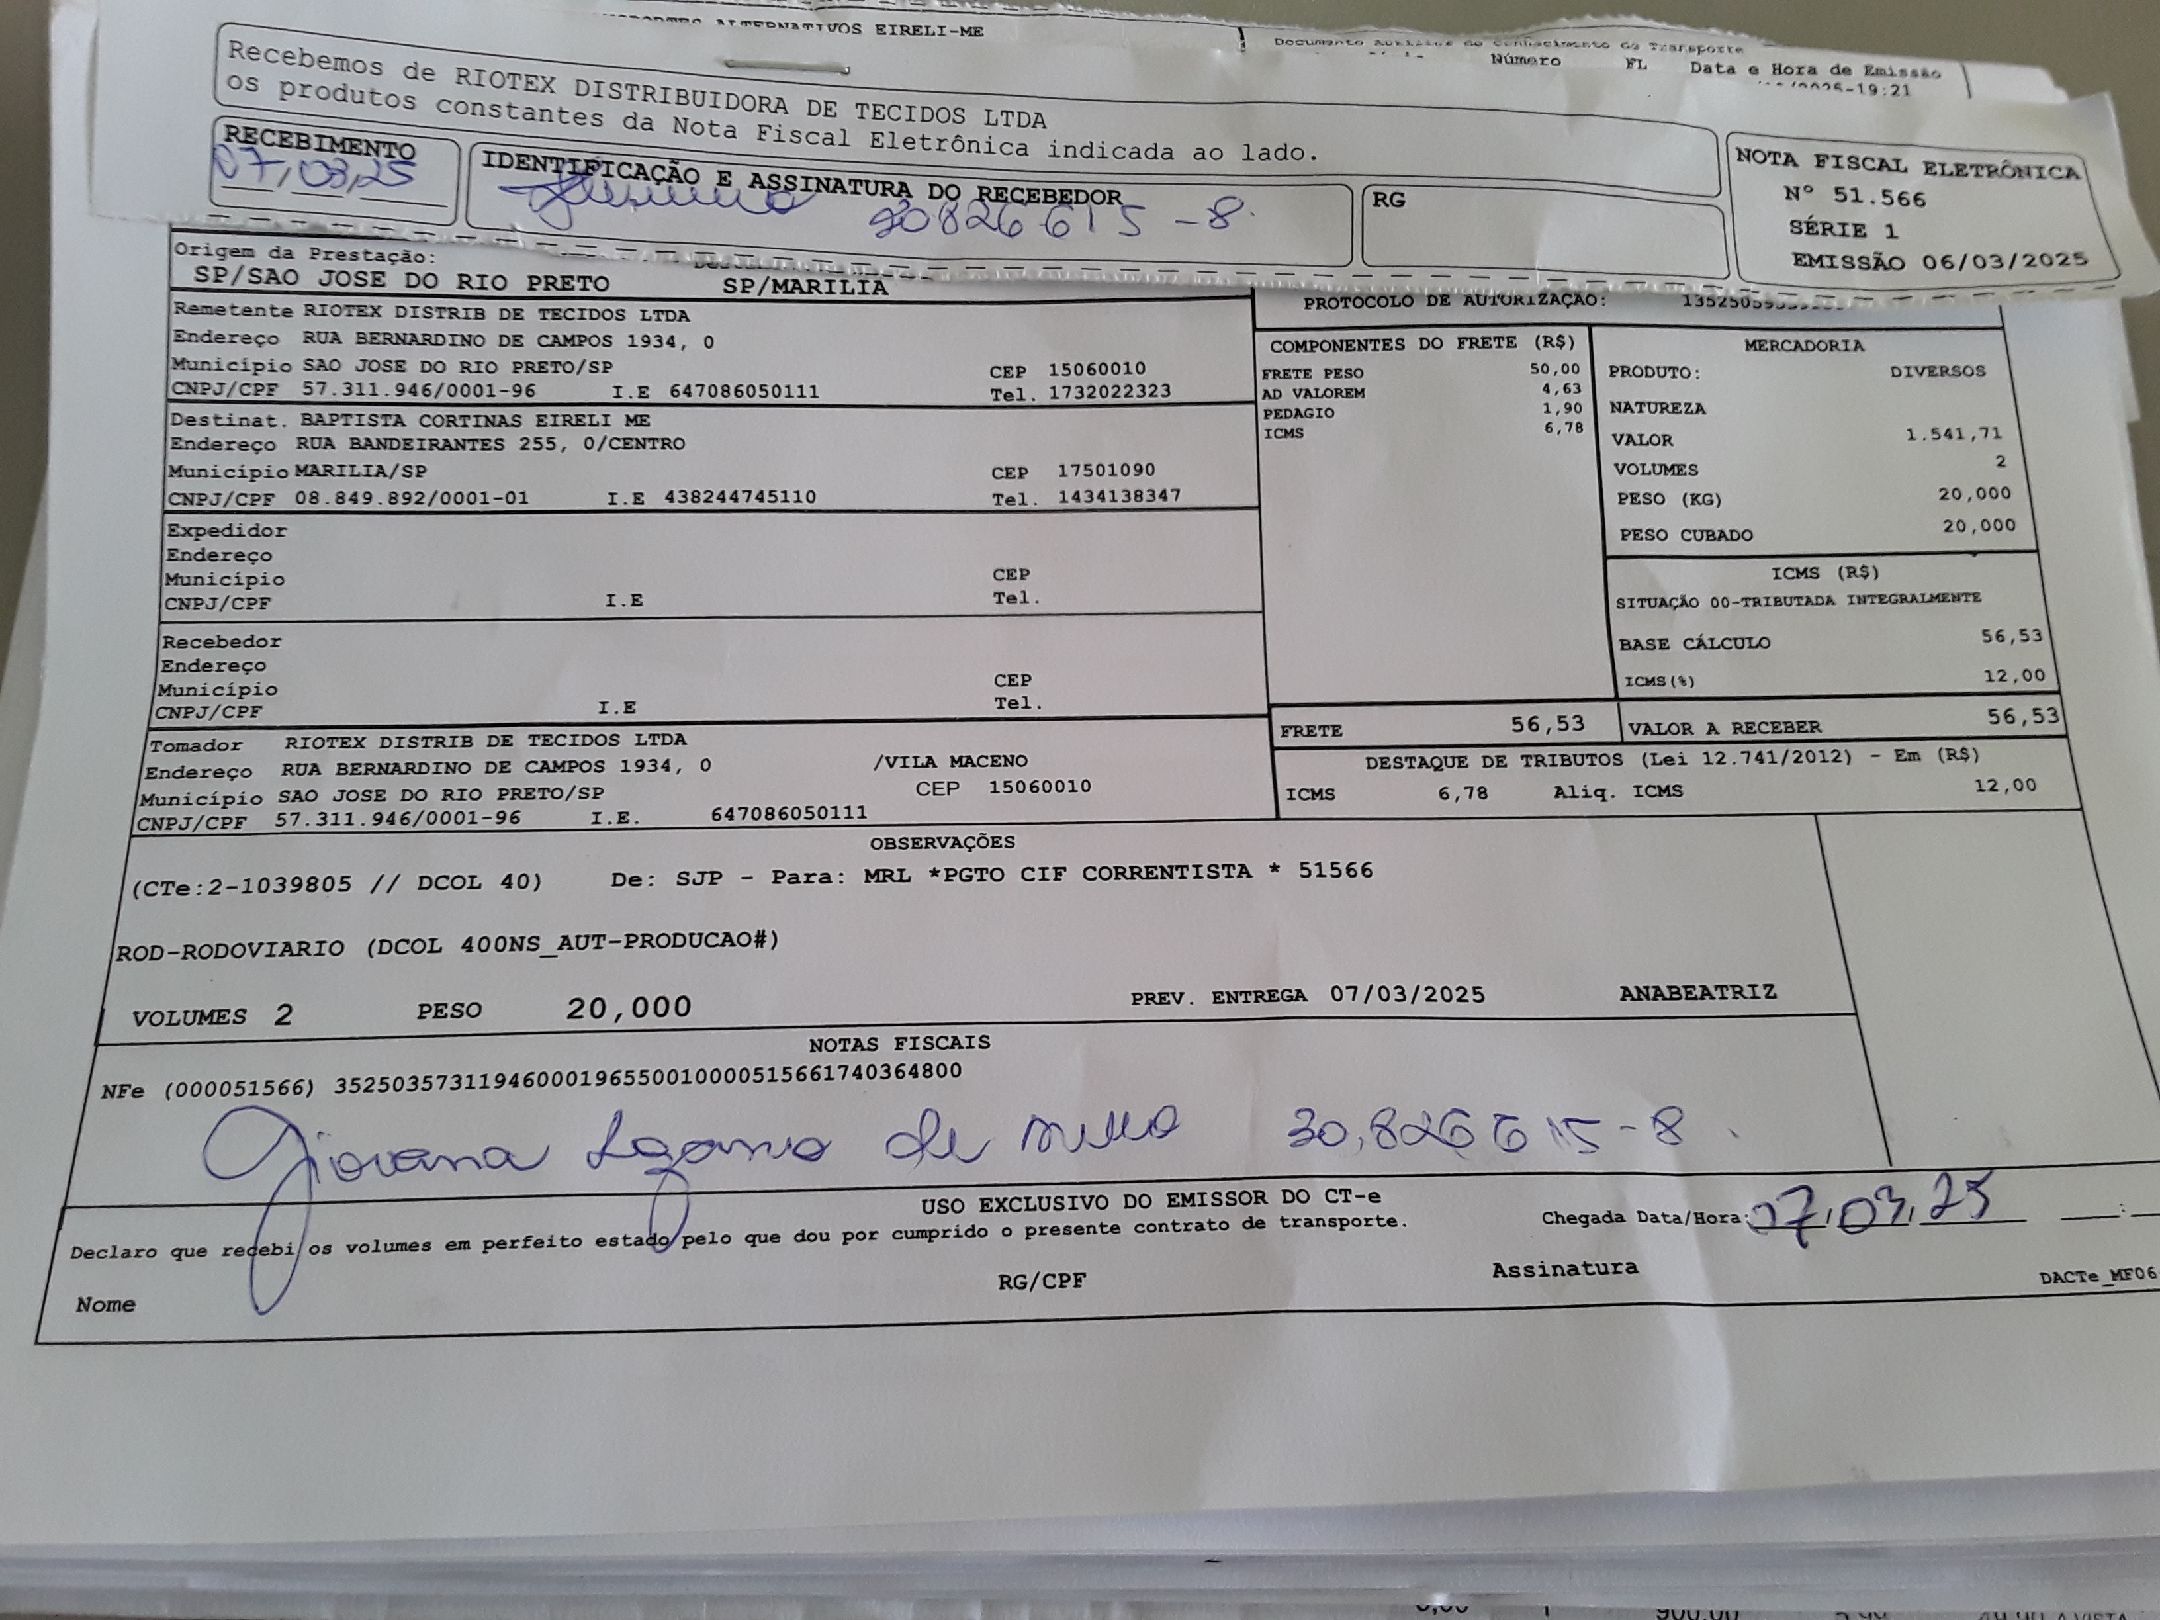 ALTERNATIVOS EIRELI-ME
Documento Auxiliar do Conhecimento de Transporte
Número FL Data e Hora de Emissão
/2025-19:21
Recebemos de RIOTEX DISTRIBUIDORA DE TECIDOS LTDA
os produtos constantes da Nota Fiscal Eletrônica indicada ao lado.
RECEBIMENTO
07,03,25
IDENTIFICAÇÃO E ASSINATURA DO RECEBEDOR
30826615-8
RG
NOTA FISCAL ELETRÔNICA
Nº 51.566
SÉRIE 1
EMISSÃO 06/03/2025
Origem da Prestação:
SP/SAO JOSE DO RIO PRETO SP/MARILIA
PROTOCOLO DE AUTORIZAÇÃO:
Remetente RIOTEX DISTRIB DE TECIDOS LTDA
Endereço RUA BERNARDINO DE CAMPOS 1934, 0
Município SAO JOSE DO RIO PRETO/SP CEP 15060010
CNPJ/CPF 57.311.946/0001-96 I.E 647086050111 Tel. 1732022323
Destinat. BAPTISTA CORTINAS EIRELI ME
Endereço RUA BANDEIRANTES 255, 0/CENTRO
Município MARILIA/SP CEP 17501090
CNPJ/CPF 08.849.892/0001-01 I.E 438244745110 Tel. 1434138347
Expedidor
Endereço
Município CEP
CNPJ/CPF I.E Tel.
Recebedor
Endereço
Município CEP
CNPJ/CPF I.E Tel.
Tomador RIOTEX DISTRIB DE TECIDOS LTDA
Endereço RUA BERNARDINO DE CAMPOS 1934, 0 /VILA MACENO
Município SAO JOSE DO RIO PRETO/SP CEP 15060010
CNPJ/CPF 57.311.946/0001-96 I.E. 647086050111
COMPONENTES DO FRETE (R$)
FRETE PESO 50,00
AD VALOREM 4,63
PEDAGIO 1,90
ICMS 6,78
MERCADORIA
PRODUTO: DIVERSOS
NATUREZA
VALOR 1.541,71
VOLUMES 2
PESO (KG) 20,000
PESO CUBADO 20,000
ICMS (R$)
SITUAÇÃO 00-TRIBUTADA INTEGRALMENTE
BASE CÁLCULO 56,53
ICMS(%) 12,00
FRETE 56,53 VALOR A RECEBER 56,53
DESTAQUE DE TRIBUTOS (Lei 12.741/2012) - Em (R$)
ICMS 6,78 Aliq. ICMS 12,00
OBSERVAÇÕES
(CTe:2-1039805 // DCOL 40) De: SJP - Para: MRL *PGTO CIF CORRENTISTA * 51566
ROD-RODOVIARIO (DCOL 400NS_AUT-PRODUCAO#)
VOLUMES 2 PESO 20,000 PREV. ENTREGA 07/03/2025 ANABEATRIZ
NOTAS FISCAIS
NFe (000051566) 35250357311946000196550010000515661740364800
Giovana de 30,826615-8
USO EXCLUSIVO DO EMISSOR DO CT-e
Declaro que recebi os volumes em perfeito estado pelo que dou por cumprido o presente contrato de transporte.
Chegada Data/Hora: 07,03,25 :
Nome RG/CPF Assinatura
DACTe_MF06